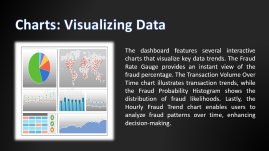 Charts: Visualizing Data
The dashboard features several interactive
charts that visualize key data trends. The Fraud
Rate Gauge provides an instant view of the
fraud percentage. The Transaction Volume Over
Time chart illustrates transaction trends, while
the Fraud Probability Histogram shows the
distribution of fraud likelihoods. Lastly, the
Hourly Fraud Trend chart enables users to
analyze fraud patterns over time, enhancing
decision-making.